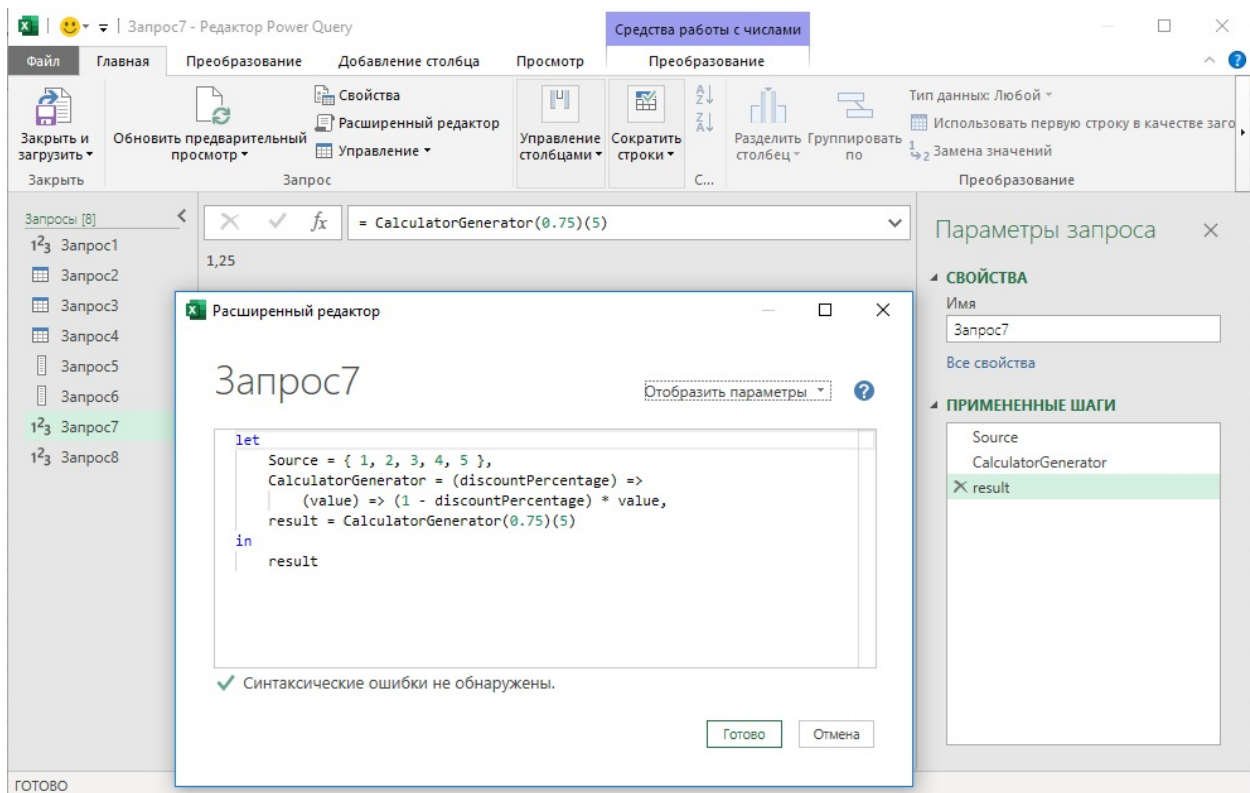 Запрос7 - Редактор Power Query
Средства работы с числами
Файл Главная Преобразование Добавление столбца Просмотр Преобразование
Закрыть и загрузить
Обновить предварительный просмотр
Свойства
Расширенный редактор
Управление
Управление столбцами
Сократить строки
Разделить столбец
Группировать по
Тип данных: Любой
Использовать первую строку в качестве заго
Замена значений
Закрыть Запрос С... Преобразование
Запросы [8]
= CalculatorGenerator(0.75)(5)
1,25
Запрос1
Запрос2
Запрос3
Запрос4
Запрос5
Запрос6
Запрос7
Запрос8
Расширенный редактор
Запрос7
Отобразить параметры
let
Source = { 1, 2, 3, 4, 5 },
CalculatorGenerator = (discountPercentage) =>
(value) => (1 - discountPercentage) * value,
result = CalculatorGenerator(0.75)(5)
in
result
Синтаксические ошибки не обнаружены.
Готово Отмена
Параметры запроса
СВОЙСТВА
Имя
Запрос7
Все свойства
ПРИМЕНЕННЫЕ ШАГИ
Source
CalculatorGenerator
result
ГОТОВО